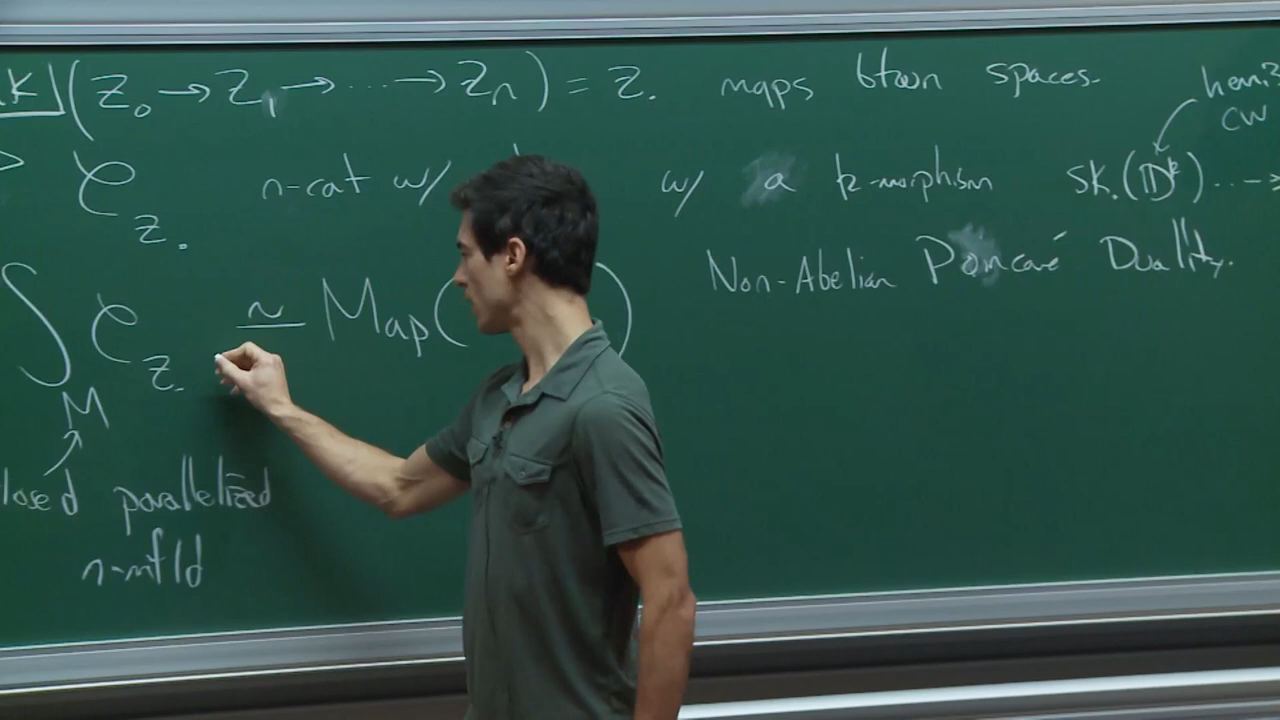 k (Z₀ → Z₁ → ... → Zₙ) = Z. maps btwn spaces.
𝒞_Z. n-cat w/ w/ a k-morphism sk.(𝔻ᵏ) ... →
CW
∫_M 𝒞_Z. ≃ Map( ) Non-Abelian Poincaré Duality.
closed parallelized
n-mfld